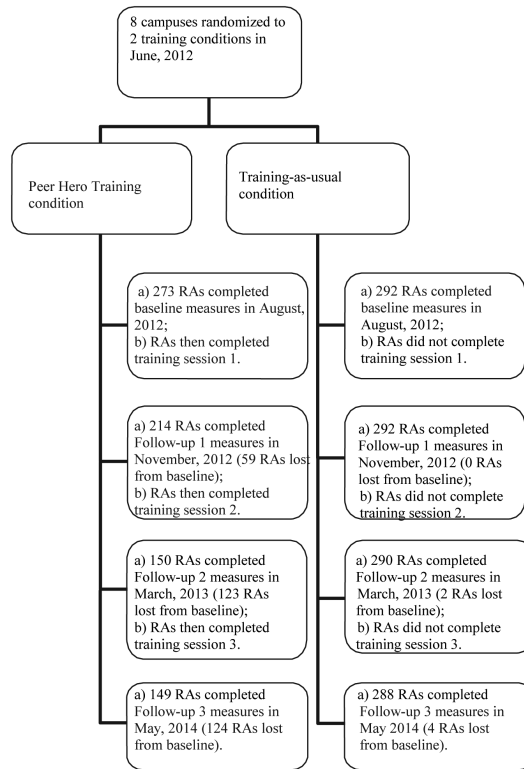 8 campuses randomized to
2 training conditions in
June, 2012
Peer Hero Training
condition
Training-as-usual
condition
a) 273 RAs completed
baseline measures in August,
2012;
b) RAs then completed
training session 1.
a) 292 RAs completed
baseline measures in
August, 2012;
b) RAs did not complete
training session 1.
a) 214 RAs completed
Follow-up 1 measures in
November, 2012 (59 RAs lost
from baseline);
b) RAs then completed
training session 2.
a) 292 RAs completed
Follow-up 1 measures in
November, 2012 (0 RAs
lost from baseline);
b) RAs did not complete
training session 2.
a) 150 RAs completed
Follow-up 2 measures in
March, 2013 (123 RAs
lost from baseline);
b) RAs then completed
training session 3.
a) 290 RAs completed
Follow-up 2 measures in
March, 2013 (2 RAs lost
from baseline);
b) RAs did not complete
training session 3.
a) 149 RAs completed
Follow-up 3 measures in
May, 2014 (124 RAs lost
from baseline).
a) 288 RAs completed
Follow-up 3 measures in
May 2014 (4 RAs lost
from baseline).